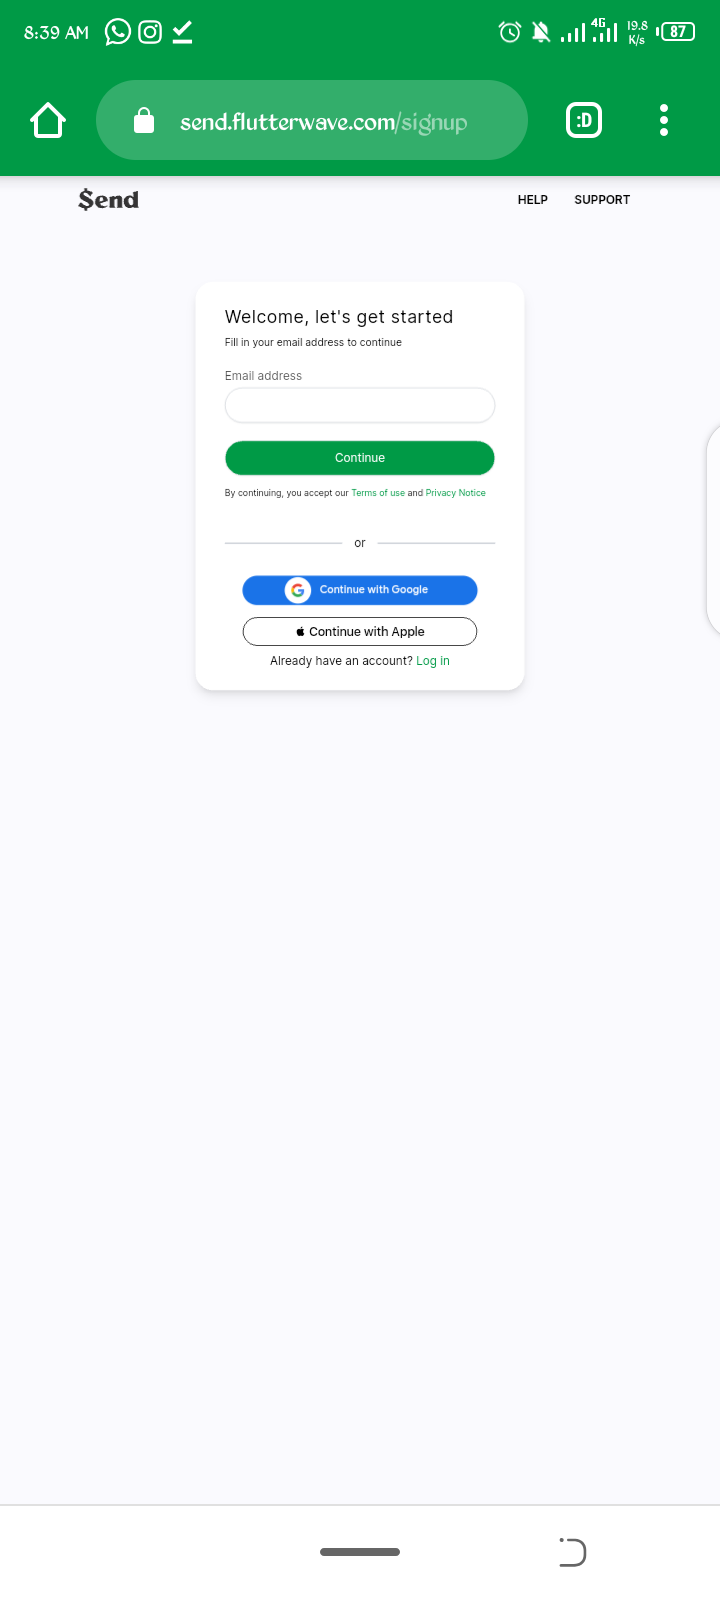 8:39 AM 4G 19.8 K/s 87
send.flutterwave.com/signup :D
$end HELP SUPPORT
Welcome, let's get started
Fill in your email address to continue
Email address
Continue
By continuing, you accept our Terms of use and Privacy Notice
or
Continue with Google
Continue with Apple
Already have an account? Log in